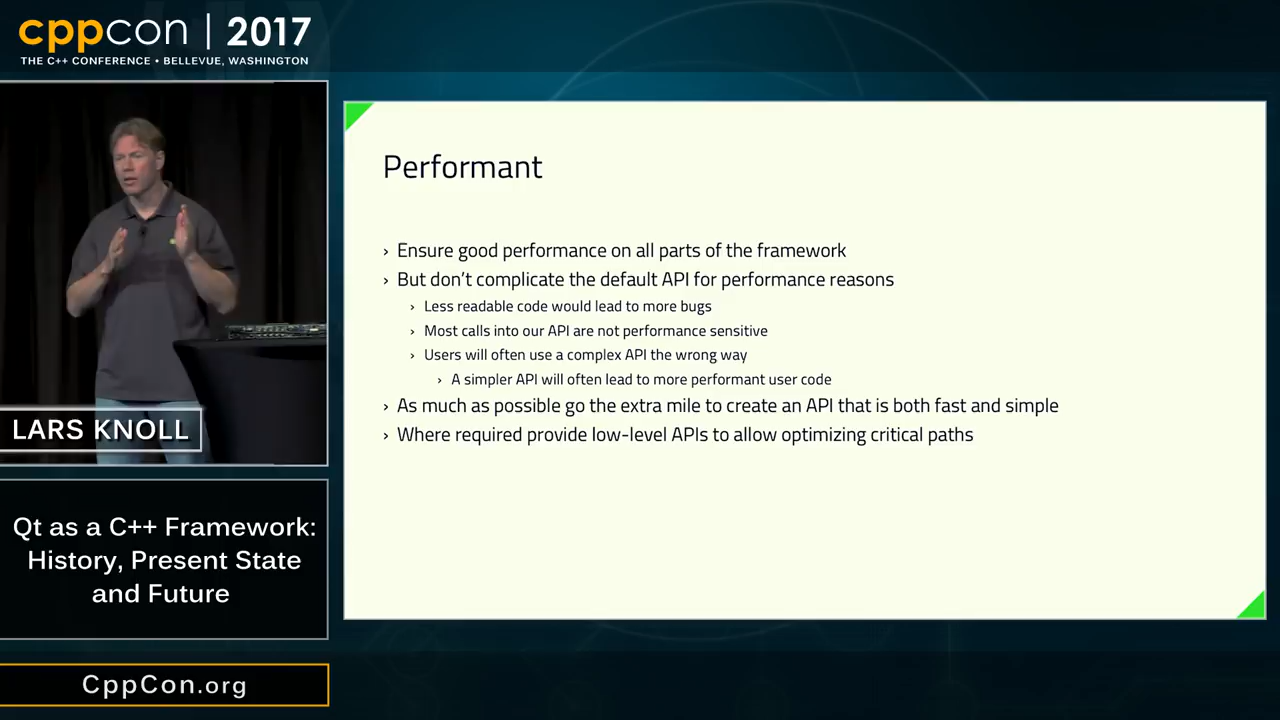 cppcon | 2017
THE C++ CONFERENCE • BELLEVUE, WASHINGTON
LARS KNOLL
Qt as a C++ Framework:
History, Present State
and Future
CppCon.org
Performant
› Ensure good performance on all parts of the framework
› But don't complicate the default API for performance reasons
› Less readable code would lead to more bugs
› Most calls into our API are not performance sensitive
› Users will often use a complex API the wrong way
› A simpler API will often lead to more performant user code
› As much as possible go the extra mile to create an API that is both fast and simple
› Where required provide low-level APIs to allow optimizing critical paths